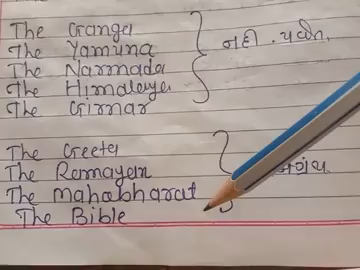 The Ganga
The Yamuna
The Narmada
The Himalaya
The Girnar
નદી . પર્વત.
The Geeta
The Ramayan
The Mahabharat
The Bible